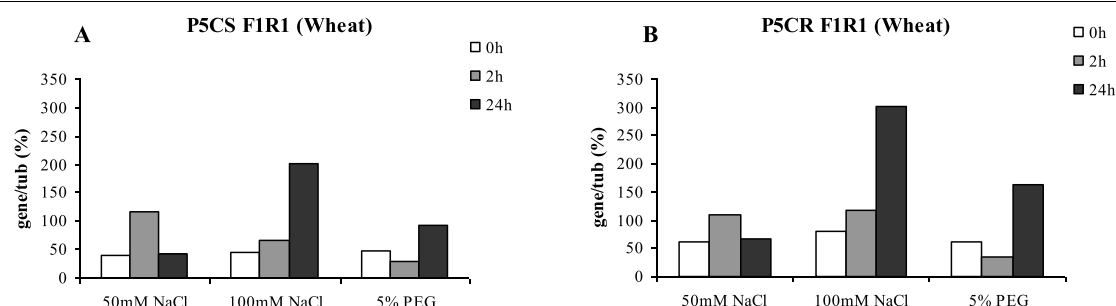 P5CS F1R1 (Wheat)
A
0h
2h
24h
350
300
250
200
150
100
50
0
gene/tub (%)
50mM NaCl
100mM NaCl
5% PEG
P5CR F1R1 (Wheat)
B
0h
2h
24h
350
300
250
200
150
100
50
0
gene/tub (%)
50mM NaCl
100mM NaCl
5% PEG